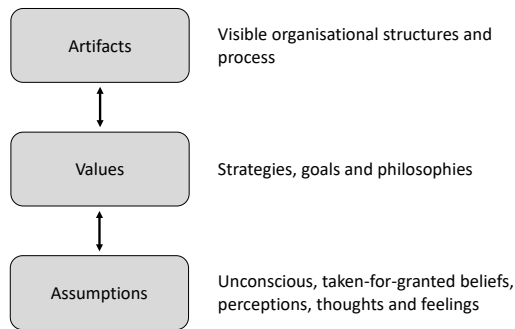 Artifacts
Visible organisational structures and
process
Values
Strategies, goals and philosophies
Assumptions
Unconscious, taken-for-granted beliefs,
perceptions, thoughts and feelings